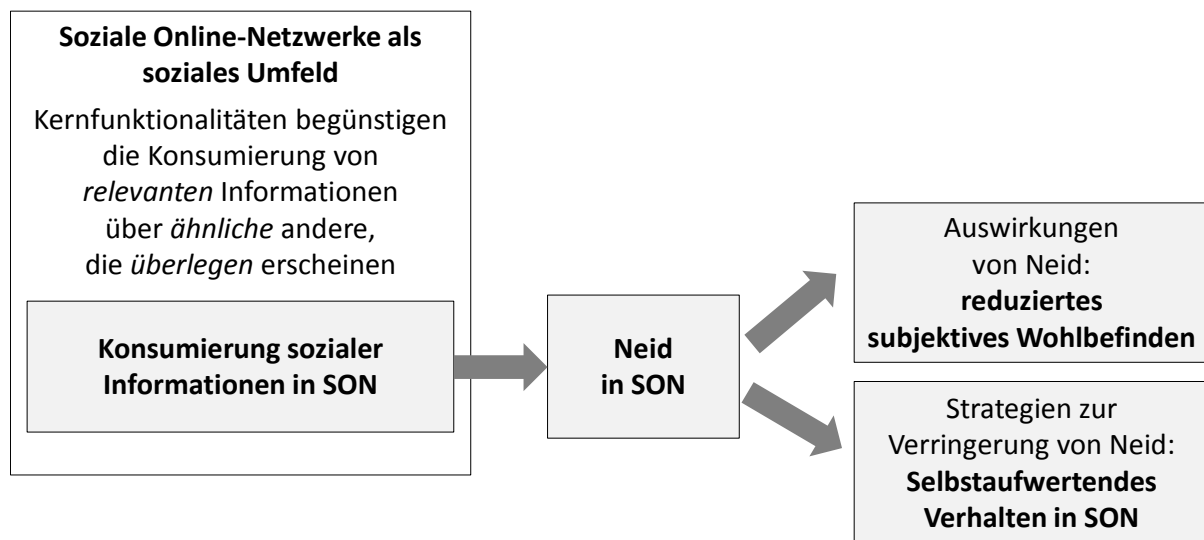 Soziale Online-Netzwerke als
soziales Umfeld
Kernfunktionalitäten begünstigen
die Konsumierung von
relevanten Informationen
über ähnliche andere,
die überlegen erscheinen
Konsumierung sozialer
Informationen in SON
Neid
in SON
Auswirkungen
von Neid:
reduziertes
subjektives Wohlbefinden
Strategien zur
Verringerung von Neid:
Selbstaufwertendes
Verhalten in SON